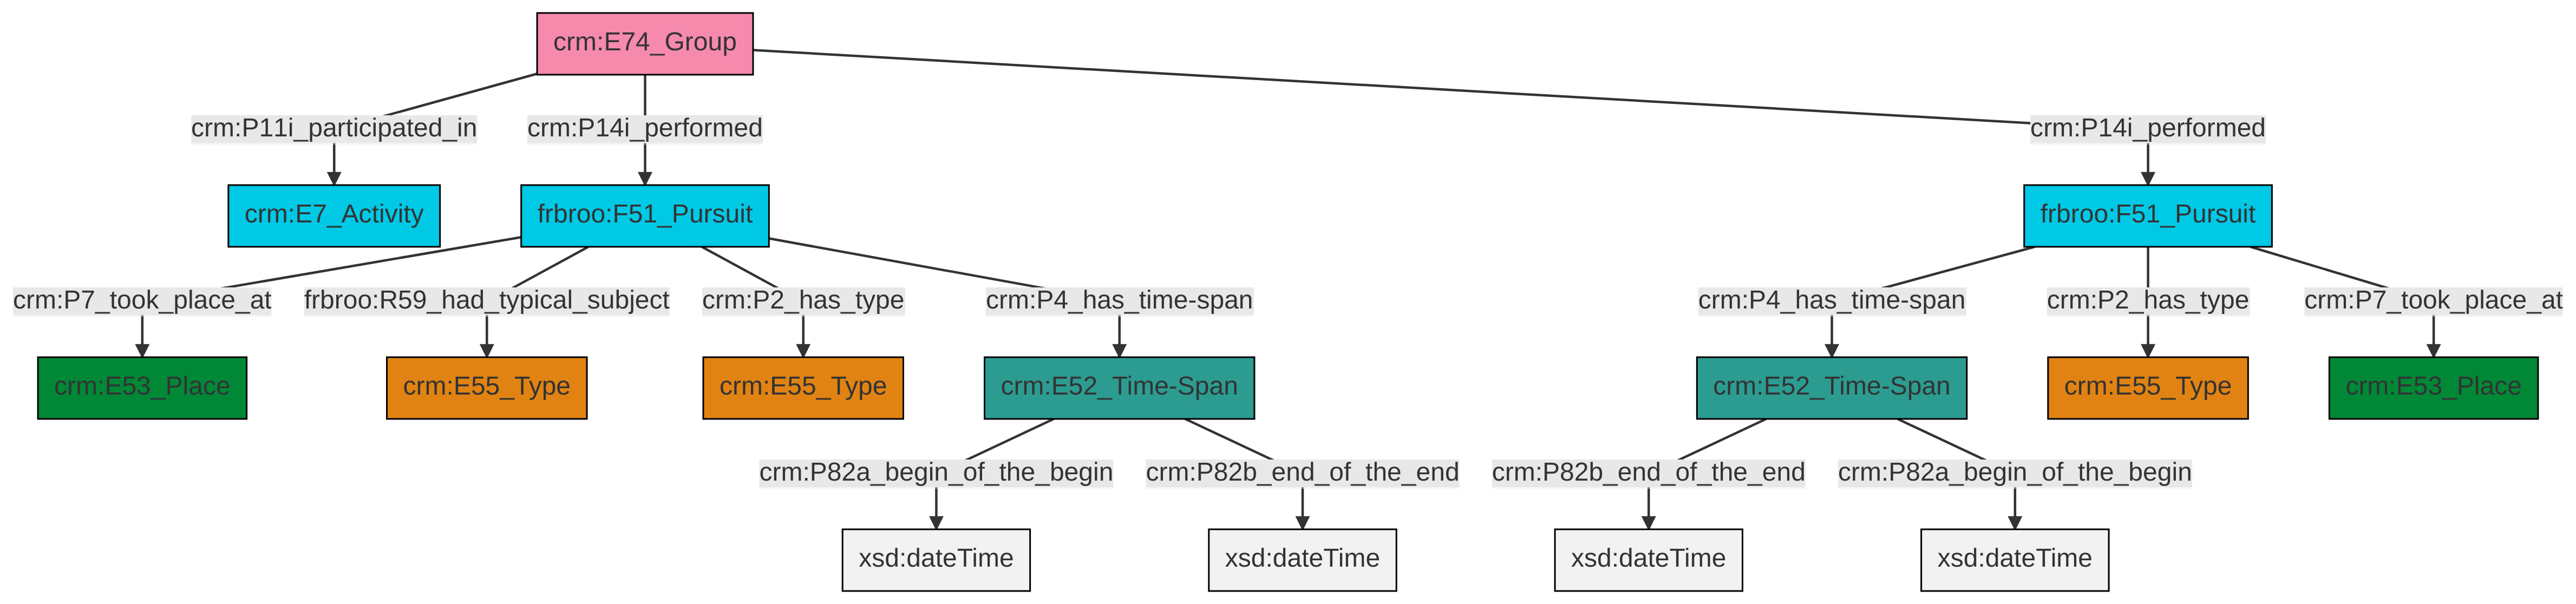 crm:E74_Group
crm:P11i_participated_in
crm:P14i_performed
crm:P14i_performed
crm:E7_Activity
frbroo:F51_Pursuit
frbroo:F51_Pursuit
crm:P7_took_place_at
frbroo:R59_had_typical_subject
crm:P2_has_type
crm:P4_has_time-span
crm:P4_has_time-span
crm:P2_has_type
crm:P7_took_place_at
crm:E53_Place
crm:E55_Type
crm:E55_Type
crm:E52_Time-Span
crm:E52_Time-Span
crm:E55_Type
crm:E53_Place
crm:P82a_begin_of_the_begin
crm:P82b_end_of_the_end
crm:P82b_end_of_the_end
crm:P82a_begin_of_the_begin
xsd:dateTime
xsd:dateTime
xsd:dateTime
xsd:dateTime